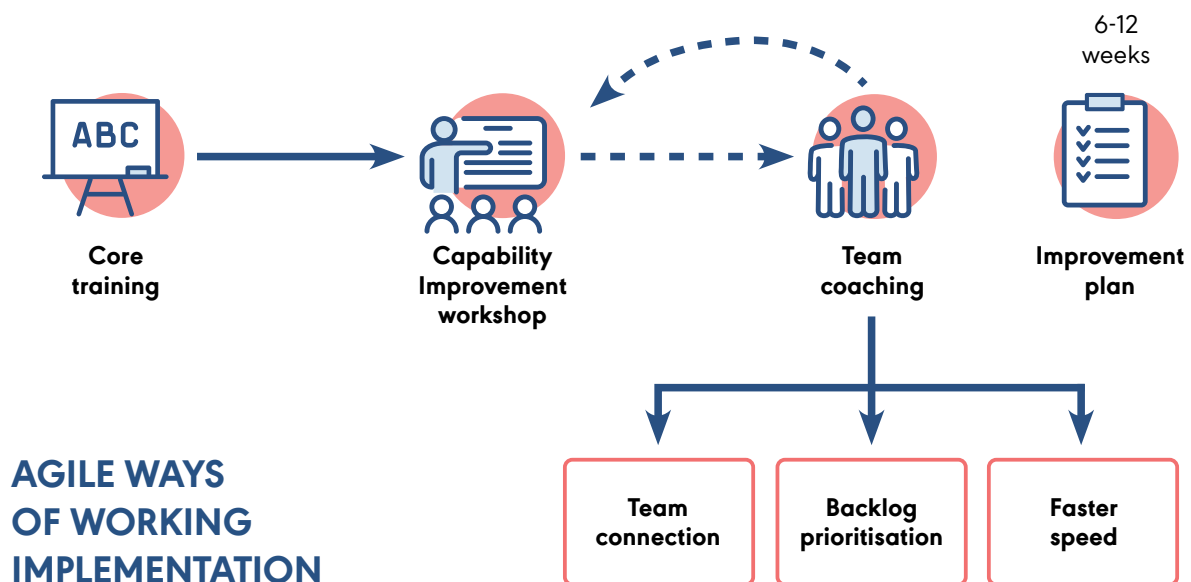 6-12
weeks
ABC
Core
training
Capability
Improvement
workshop
Team
coaching
Improvement
plan
AGILE WAYS
OF WORKING
IMPLEMENTATION
Team
connection
Backlog
prioritisation
Faster
speed